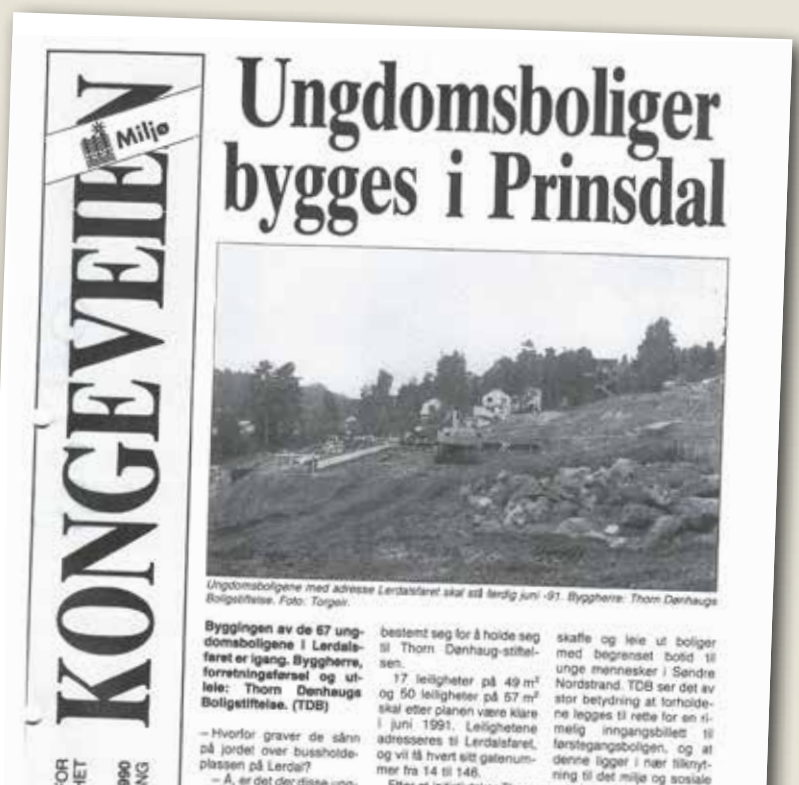 KONGEVEIEN
Miljø
FOR
HET
990
NG
Ungdomsboliger
bygges i Prinsdal
Ungdomsboligene med adresse Lerdalsfaret skal stå ferdig juni -91. Byggherre: Thorn Dønhaugs
Boligstiftelse. Foto: Torgeir.
Byggingen av de 67 ung-
domsboligene i Lerdals-
faret er igang. Byggherre,
forretningsførsel og ut-
leie: Thorn Dønhaugs
Boligstiftelse. (TDB)
– Hvorfor graver de sånn
på jordet over bussholde-
plassen på Lerdal?
– Å, er det der disse ung-
bestemt seg for å holde seg
til Thorn Dønhaug-stiftel-
sen.
17 leiligheter på 49 m²
og 50 leiligheter på 57 m²
skal etter planen være klare
i juni 1991. Leilighetene
adresseres til Lerdalsfaret,
og vil få hvert sitt gatenum-
mer fra 14 til 146.
skaffe og leie ut boliger
med begrenset botid til
unge mennesker i Søndre
Nordstrand. TDB ser det av
stor betydning at forholde-
ne legges til rette for en ri-
melig inngangsbillett til
førstegangsboligen, og at
denne ligger i nær tilknyt-
ning til det miljø og sosiale